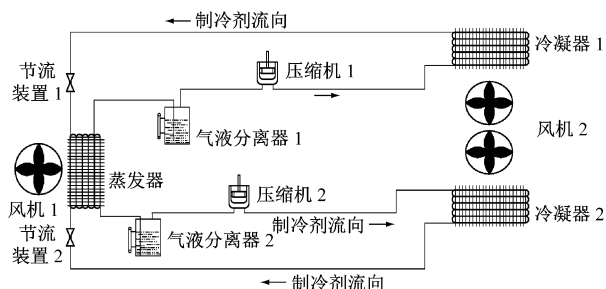 制冷剂流向
冷凝器 1
节流
装置 1
压缩机 1
气液分离器 1
风机 2
蒸发器
风机 1
压缩机 2
节流
装置 2
气液分离器 2
制冷剂流向
冷凝器 2
制冷剂流向